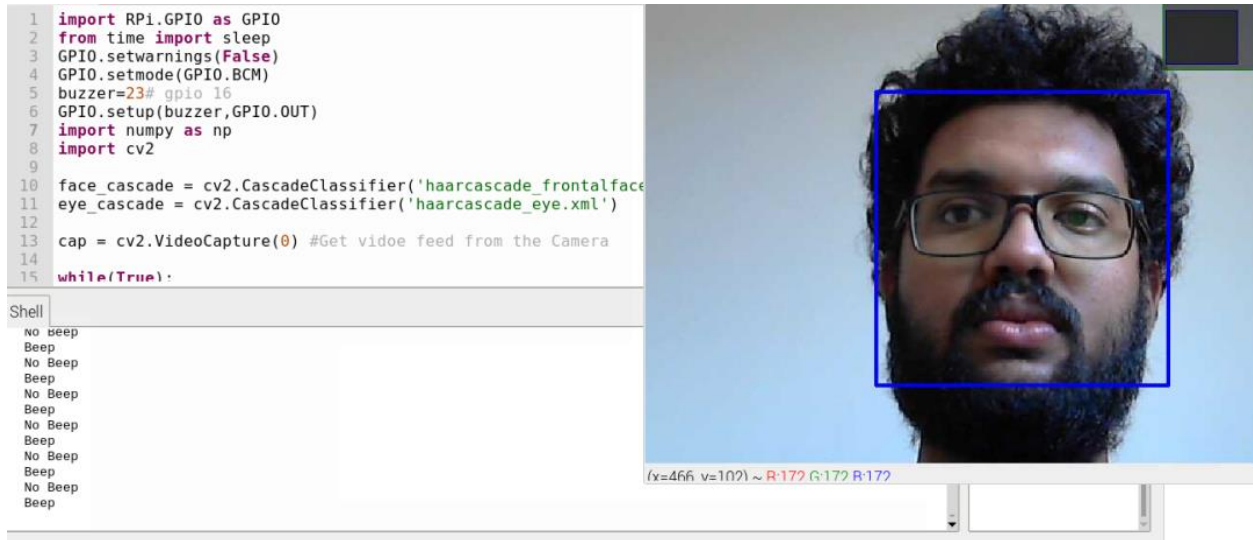 1 import RPi.GPIO as GPIO
2 from time import sleep
3 GPIO.setwarnings(False)
4 GPIO.setmode(GPIO.BCM)
5 buzzer=23# gpio 16
6 GPIO.setup(buzzer,GPIO.OUT)
7 import numpy as np
8 import cv2
9
10 face_cascade = cv2.CascadeClassifier('haarcascade_frontalface
11 eye_cascade = cv2.CascadeClassifier('haarcascade_eye.xml')
12
13 cap = cv2.VideoCapture(0) #Get vidoe feed from the Camera
14
15 while(True):
Shell
No Beep
Beep
No Beep
Beep
No Beep
Beep
No Beep
Beep
No Beep
Beep
No Beep
Beep
(x=466, y=102) ~ R:172 G:172 B:172